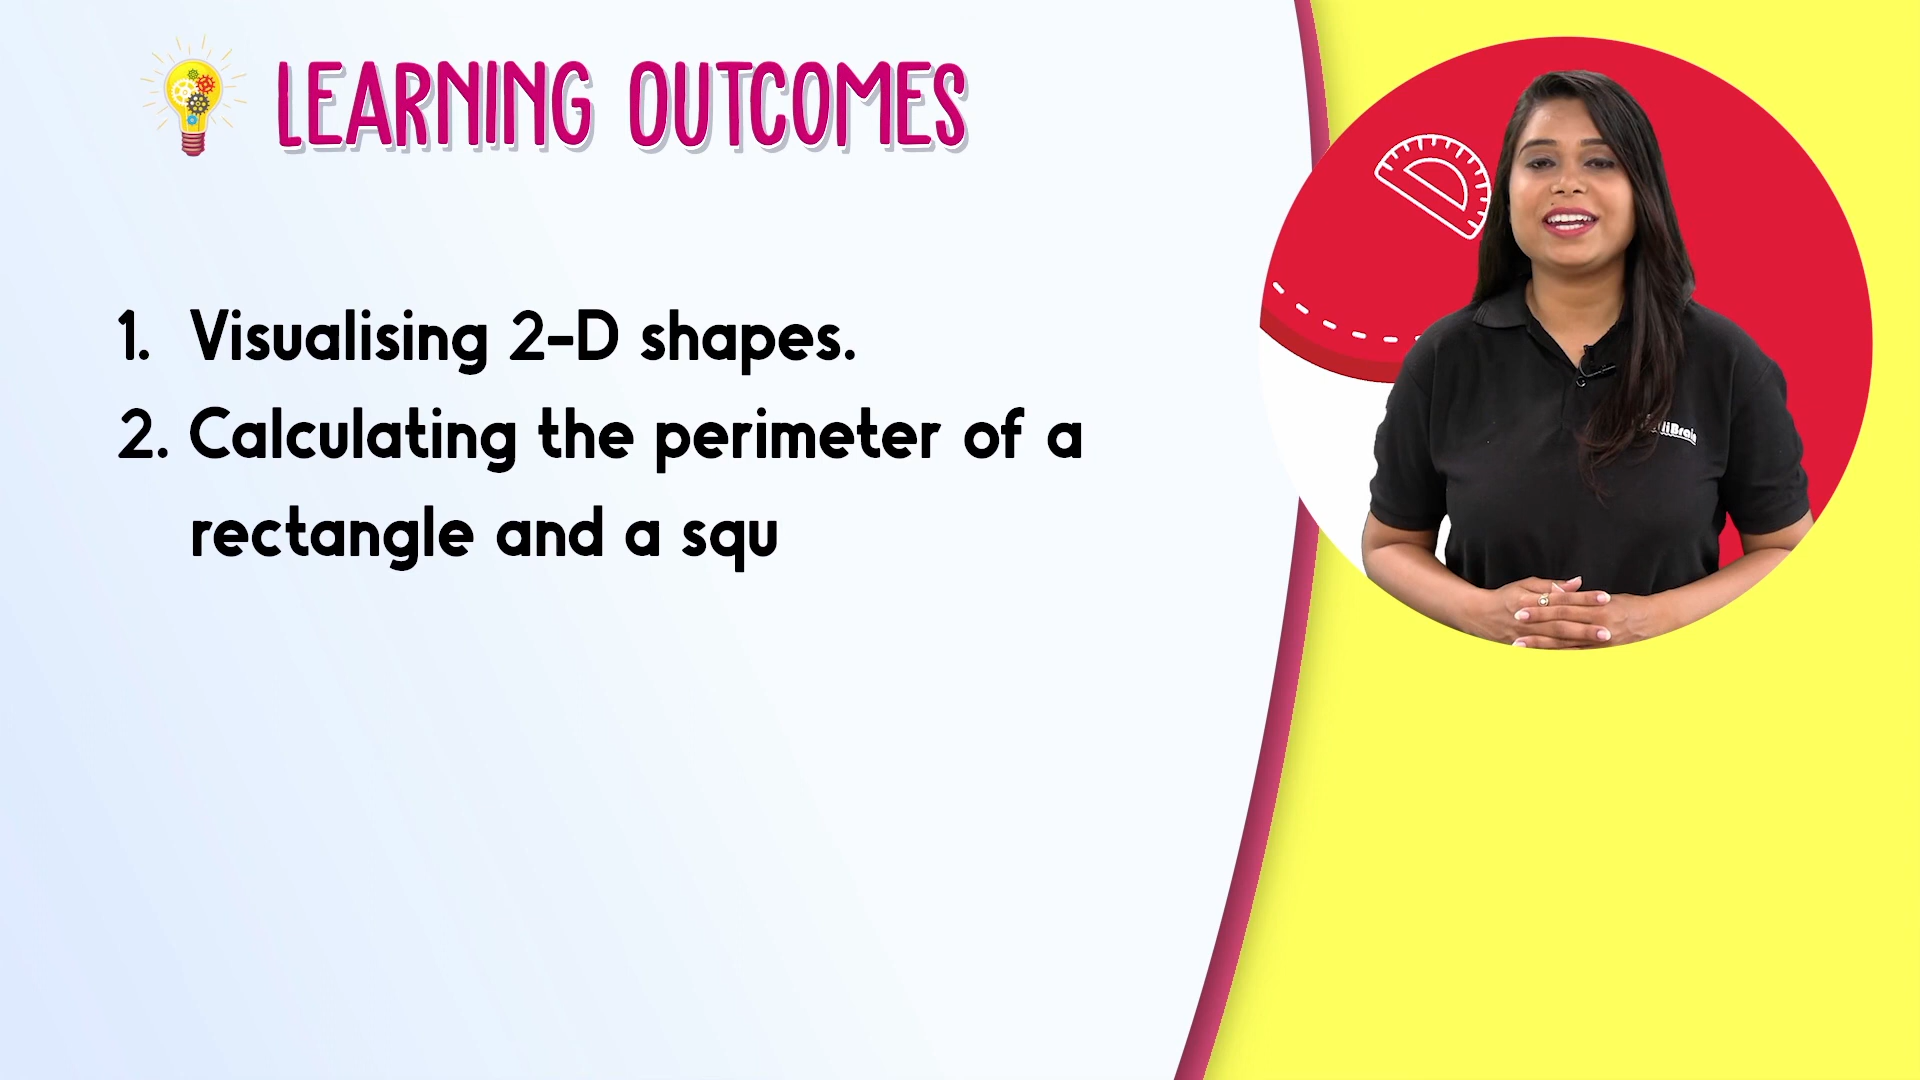 LEARNING OUTCOMES
1. Visualising 2-D shapes.
2. Calculating the perimeter of a
rectangle and a squ